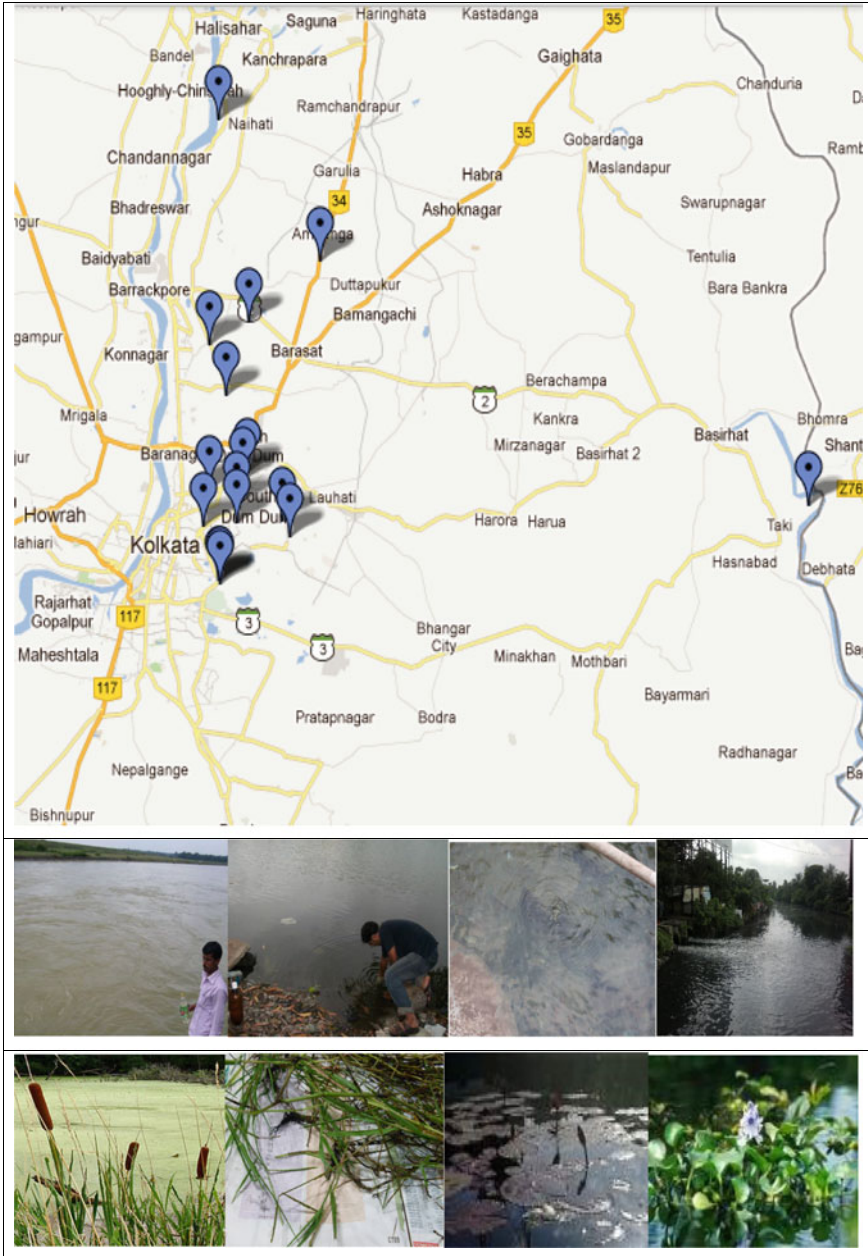 Halisahar
Saguna
Haringhata
Kastadanga
35
Bandel
Kanchrapara
Gaighata
Chanduria
Ramchandrapur
Naihati
35
Gobardanga
Chandannagar
Maslandapur
Garulia
Habra
34
Bhadreswar
Ashoknagar
Swarupnagar
Baidyabati
Tentulia
Barrackpore
Duttapukur
Bara Bankra
Bamangachi
Konnagar
Barasat
Berachampa
2
Mrigala
Kankra
Bhomra
Mirzanagar
Basirhat
Basirhat 2
Lauhati
Z76
Howrah
Harora
Harua
Taki
Kolkata
Hasnabad
Debhata
Rajarhat
Gopalpur
117
3
Bhangar
City
3
Maheshtala
Minakhan
Mothbari
117
Bayarmari
Pratapnagar
Bodra
Radhanagar
Nepalgange
Bishnupur